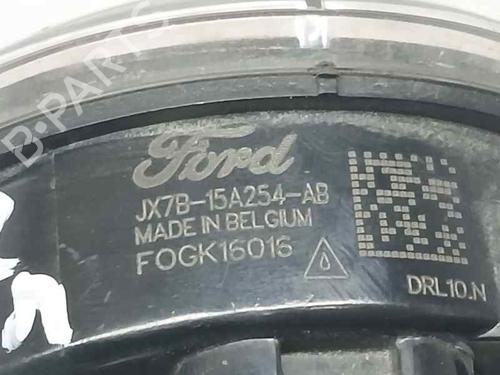 B-PARTS
Ford
JX7B-15A254-AB
MADE IN BELGIUM
FOGK16016
DRL10.N